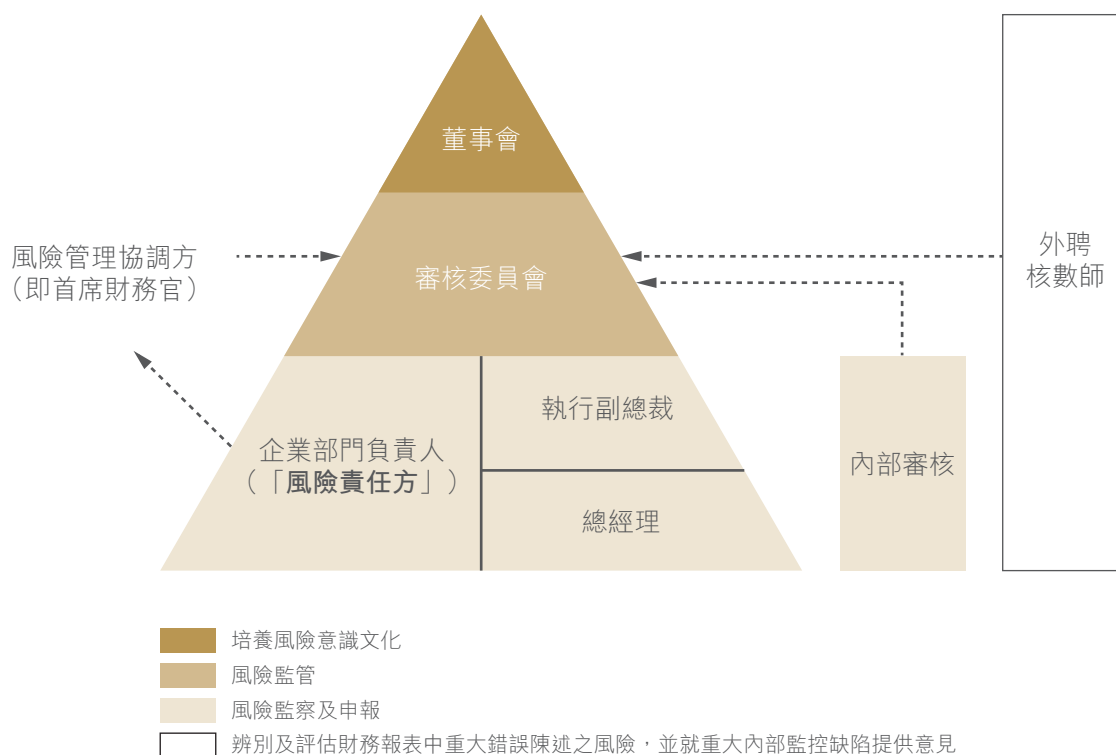 董事會
風險管理協調方
（即首席財務官）
審核委員會
外聘
核數師
執行副總裁
企業部門負責人
（「風險責任方」）
總經理
內部審核
培養風險意識文化
風險監管
風險監察及申報
辨別及評估財務報表中重大錯誤陳述之風險，並就重大內部監控缺陷提供意見